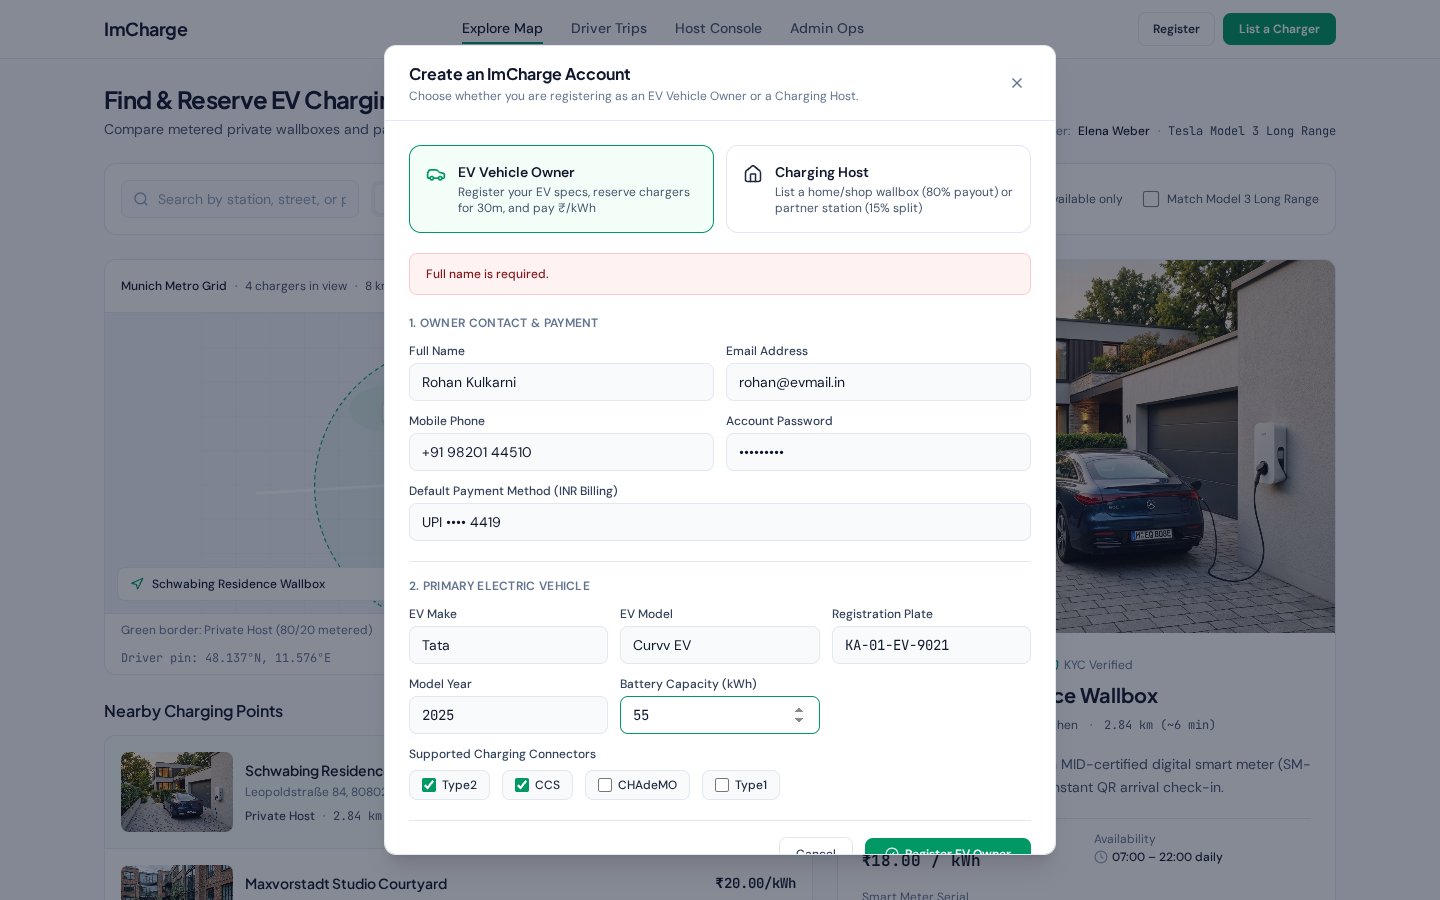 ImCharge
Explore Map
Driver Trips
Host Console
Admin Ops
Register
List a Charger
Find & Reserve EV
Compare metered private wallboxes and
Elena Weber · Tesla Model 3 Long Range
Search by station, street, or
only
Match Model 3 Long Range
Create an ImCharge Account
Choose whether you are registering as an EV Vehicle Owner or a Charging Host.
EV Vehicle Owner
Register your EV specs, reserve chargers
for 30m, and pay ₹/kWh
Charging Host
List a home/shop wallbox (80% payout) or
partner station (15% split)
Full name is required.
1. OWNER CONTACT & PAYMENT
Full Name
Email Address
Rohan Kulkarni
rohan@evmail.in
Mobile Phone
Account Password
+91 98201 44510
•••••••••
Default Payment Method (INR Billing)
UPI •••• 4419
2. PRIMARY ELECTRIC VEHICLE
EV Make
EV Model
Registration Plate
Tata
Curvv EV
KA-01-EV-9021
Model Year
Battery Capacity (kWh)
2025
55
Supported Charging Connectors
Type2
CCS
CHAdeMO
Type1
Cancel
Register EV Owner
Munich Metro Grid · 4 chargers in view · 8
Schwabing Residence Wallbox
Green border: Private Host (80/20 metered)
Driver pin: 48.137°N, 11.576°E
Nearby Charging Points
Schwabing
Leopoldstraße 84,
Private Host · 2.84
Maxvorstadt Studio Courtyard
₹20.00/kWh
KYC Verified
Wallbox
· 2.84 km (~6 min)
MID-certified digital smart meter (SM-
QR arrival check-in.
Availability
07:00 – 22:00 daily
₹18.00 / kWh
Smart Meter Serial